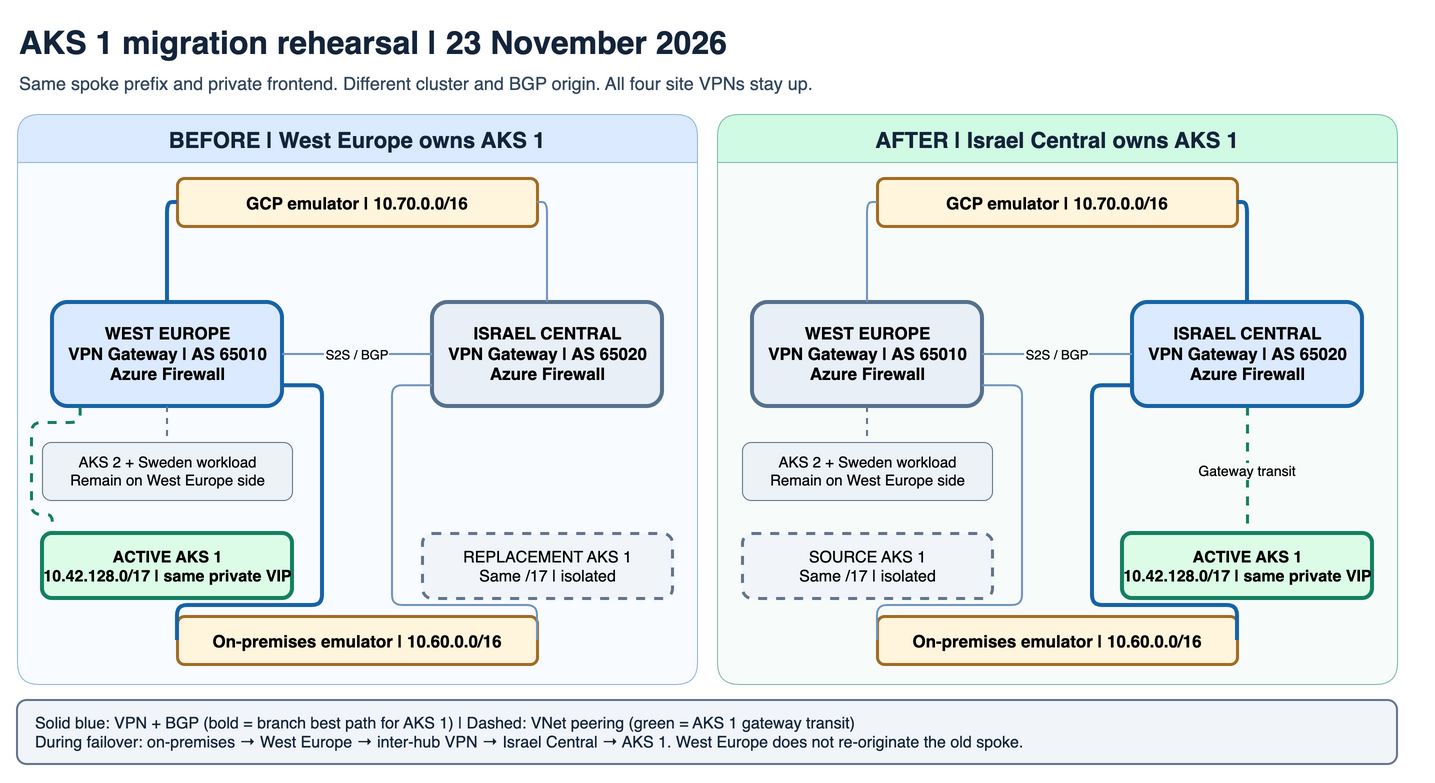 AKS 1 migration rehearsal | 23 November 2026
Same spoke prefix and private frontend. Different cluster and BGP origin. All four site VPNs stay up.
BEFORE | West Europe owns AKS 1
GCP emulator | 10.70.0.0/16
WEST EUROPE
VPN Gateway | AS 65010
Azure Firewall
S2S / BGP
ISRAEL CENTRAL
VPN Gateway | AS 65020
Azure Firewall
AKS 2 + Sweden workload
Remain on West Europe side
ACTIVE AKS 1
10.42.128.0/17 | same private VIP
REPLACEMENT AKS 1
Same /17 | isolated
On-premises emulator | 10.60.0.0/16
AFTER | Israel Central owns AKS 1
GCP emulator | 10.70.0.0/16
WEST EUROPE
VPN Gateway | AS 65010
Azure Firewall
S2S / BGP
ISRAEL CENTRAL
VPN Gateway | AS 65020
Azure Firewall
AKS 2 + Sweden workload
Remain on West Europe side
Gateway transit
SOURCE AKS 1
Same /17 | isolated
ACTIVE AKS 1
10.42.128.0/17 | same private VIP
On-premises emulator | 10.60.0.0/16
Solid blue: VPN + BGP (bold = branch best path for AKS 1) | Dashed: VNet peering (green = AKS 1 gateway transit)
During failover: on-premises → West Europe → inter-hub VPN → Israel Central → AKS 1. West Europe does not re-originate the old spoke.